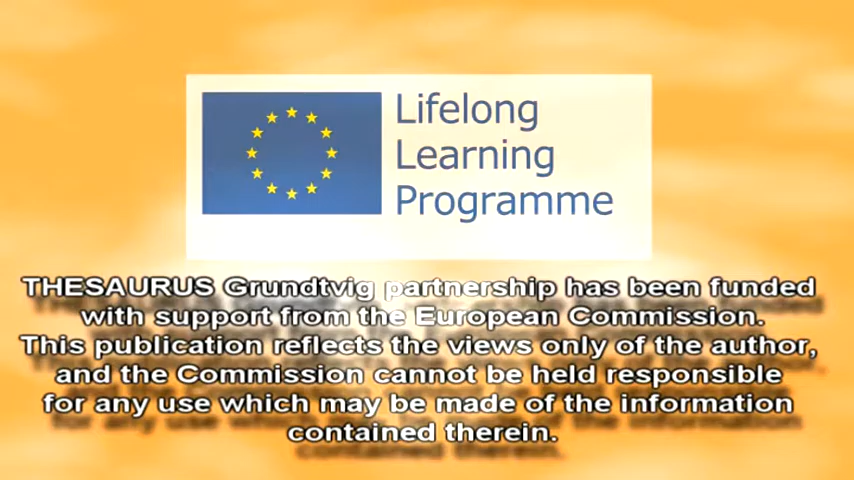 Lifelong
Learning
Programme
THESAURUS Grundtvig partnership has been funded
with support from the European Commission.
This publication reflects the views only of the author,
and the Commission cannot be held responsible
for any use which may be made of the information
contained therein.